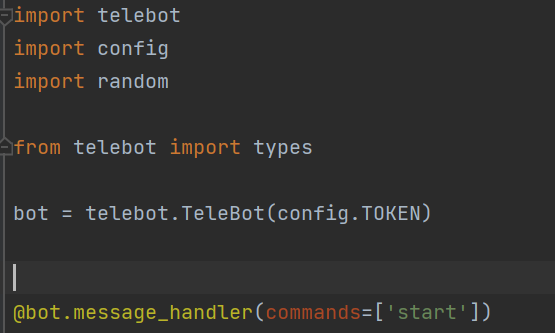 import telebot
import config
import random
from telebot import types
bot = telebot.TeleBot(config.TOKEN)
@bot.message_handler(commands=['start'])